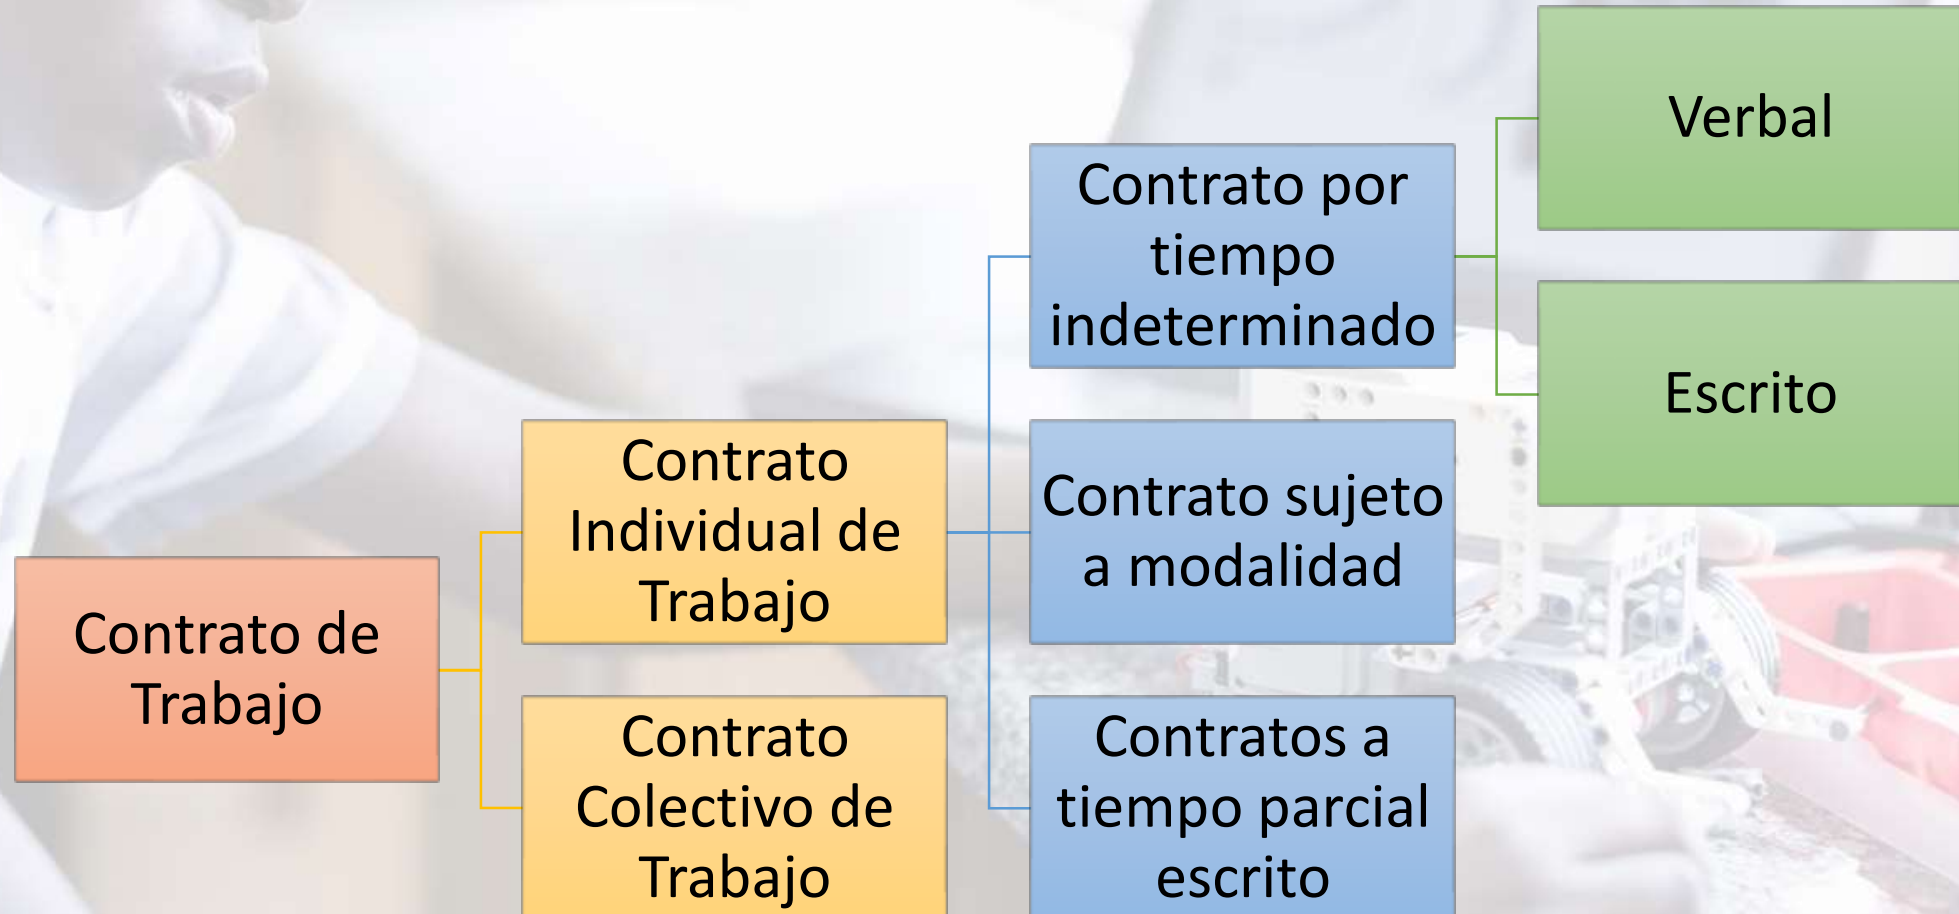 Contrato de
Trabajo
Contrato
Individual de
Trabajo
Contrato
Colectivo de
Trabajo
Contrato por
tiempo
indeterminado
Contrato sujeto
a modalidad
Contratos a
tiempo parcial
escrito
Verbal
Escrito